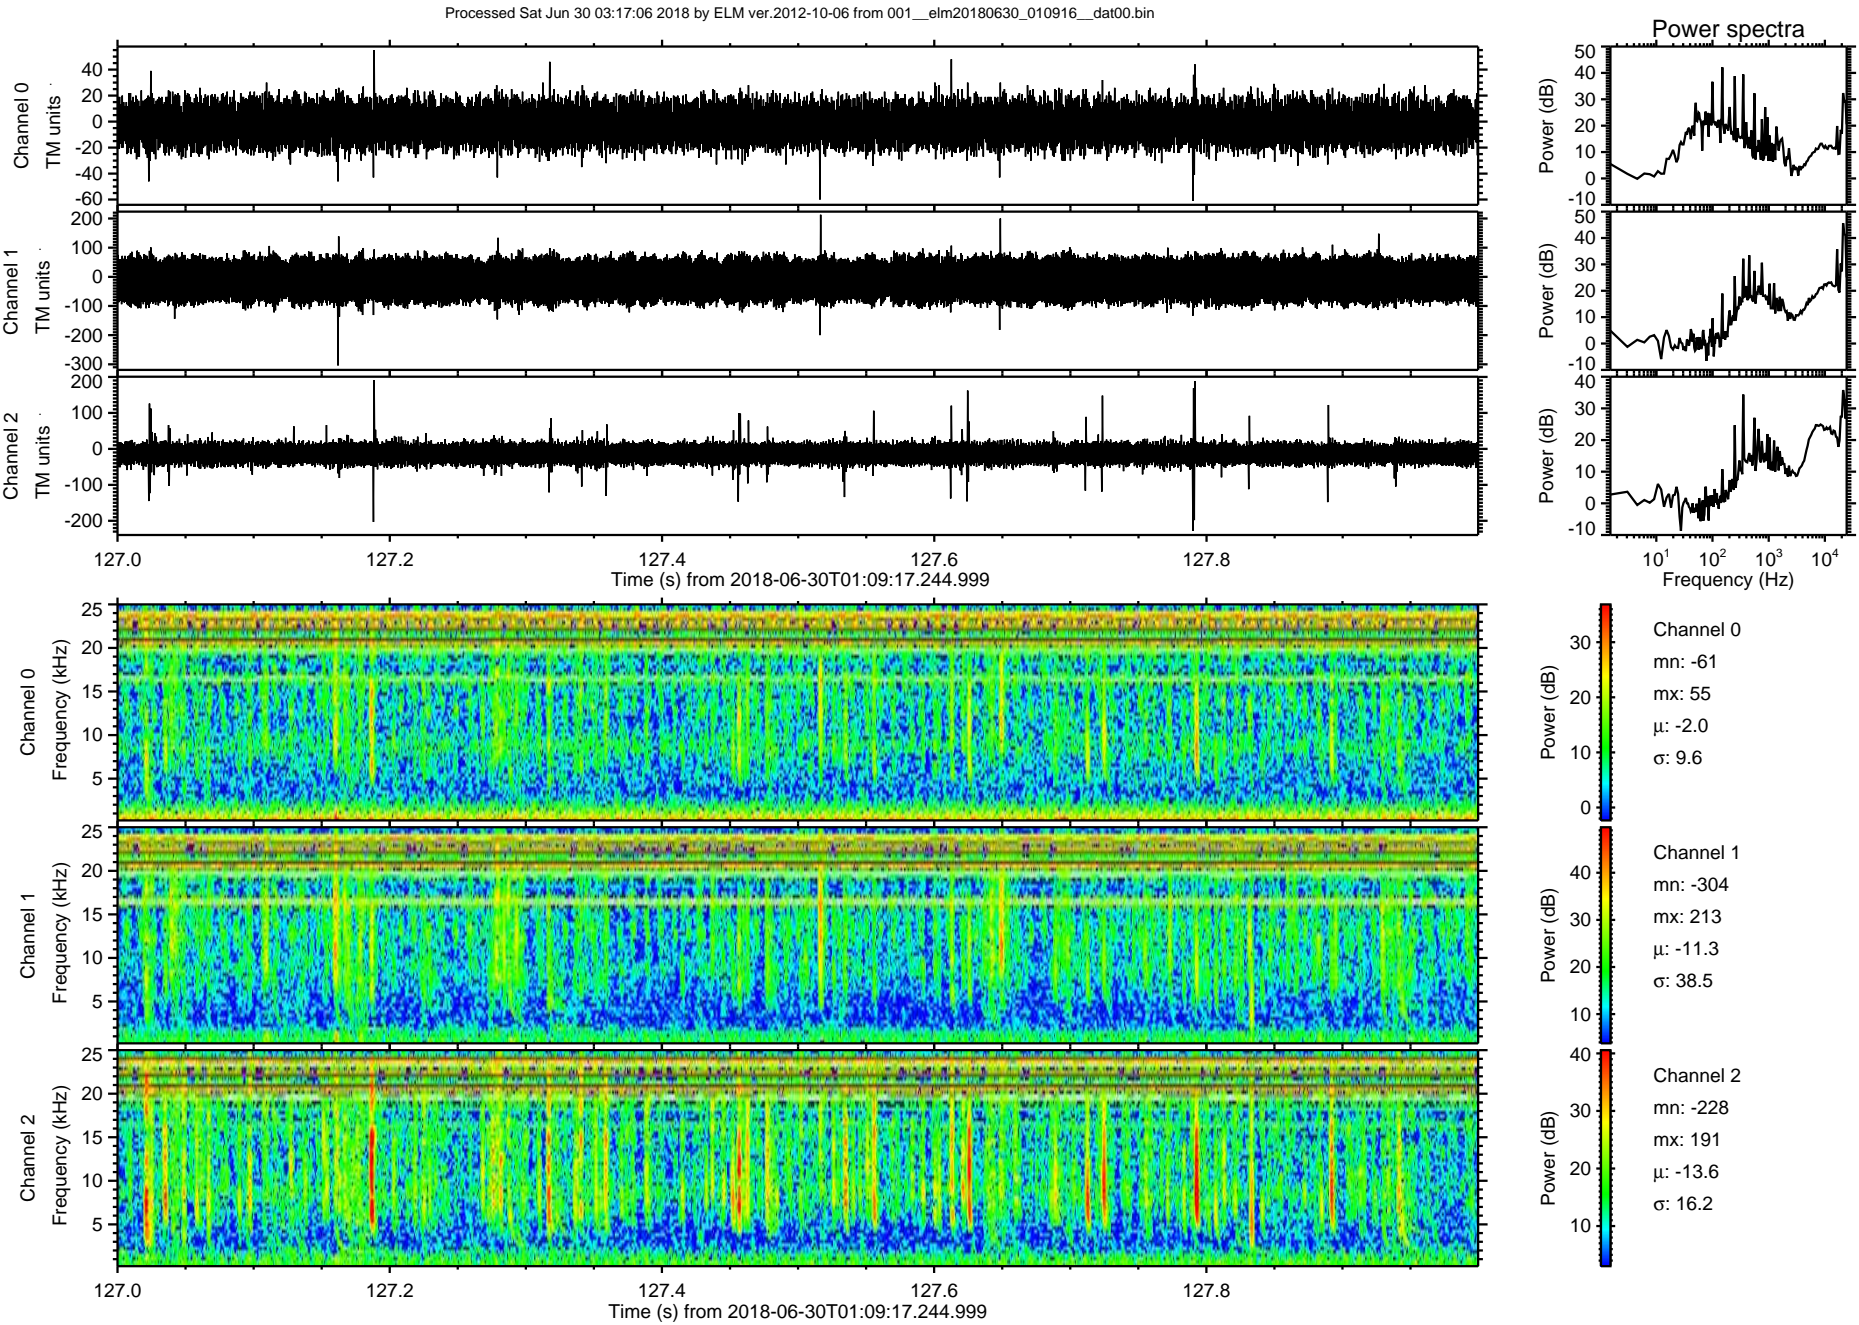 Processed Sat Jun 30 03:17:06 2018 by ELM ver.2012-10-06 from 001__elm20180630_010916__dat00.bin
Power spectra
Channel 0
TM units
40
20
0
-20
-40
-60
Power (dB)
50
40
30
20
10
0
-10
Channel 1
TM units
200
100
0
-100
-200
-300
Power (dB)
50
40
30
20
10
0
-10
Channel 2
TM units
200
100
0
-100
-200
Power (dB)
40
30
20
10
0
-10
127.0 127.2 127.4 127.6 127.8
Time (s) from 2018-06-30T01:09:17.244.999
10¹ 10² 10³ 10⁴
Frequency (Hz)
Channel 0
Frequency (kHz)
25
20
15
10
5
Power (dB)
30
20
10
0
Channel 0
mn: -61
mx: 55
µ: -2.0
σ: 9.6
Channel 1
Frequency (kHz)
25
20
15
10
5
Power (dB)
40
30
20
10
Channel 1
mn: -304
mx: 213
µ: -11.3
σ: 38.5
Channel 2
Frequency (kHz)
25
20
15
10
5
Power (dB)
40
30
20
10
Channel 2
mn: -228
mx: 191
µ: -13.6
σ: 16.2
127.0 127.2 127.4 127.6 127.8
Time (s) from 2018-06-30T01:09:17.244.999